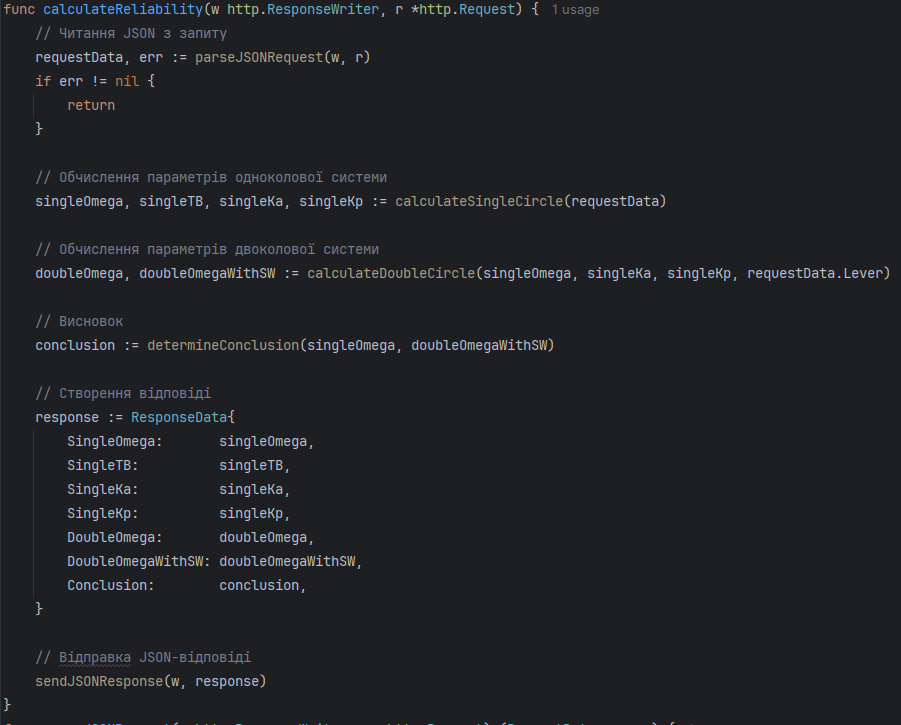 func calculateReliability(w http.ResponseWriter, r *http.Request) { 1 usage
// Читання JSON з запиту
requestData, err := parseJSONRequest(w, r)
if err != nil {
return
}
// Обчислення параметрів одноколової системи
singleOmega, singleTB, singleKa, singleKp := calculateSingleCircle(requestData)
// Обчислення параметрів двоколової системи
doubleOmega, doubleOmegaWithSW := calculateDoubleCircle(singleOmega, singleKa, singleKp, requestData.Lever)
// Висновок
conclusion := determineConclusion(singleOmega, doubleOmegaWithSW)
// Створення відповіді
response := ResponseData{
SingleOmega: singleOmega,
SingleTB: singleTB,
SingleKa: singleKa,
SingleKp: singleKp,
DoubleOmega: doubleOmega,
DoubleOmegaWithSW: doubleOmegaWithSW,
Conclusion: conclusion,
}
// Відправка JSON-відповіді
sendJSONResponse(w, response)
}